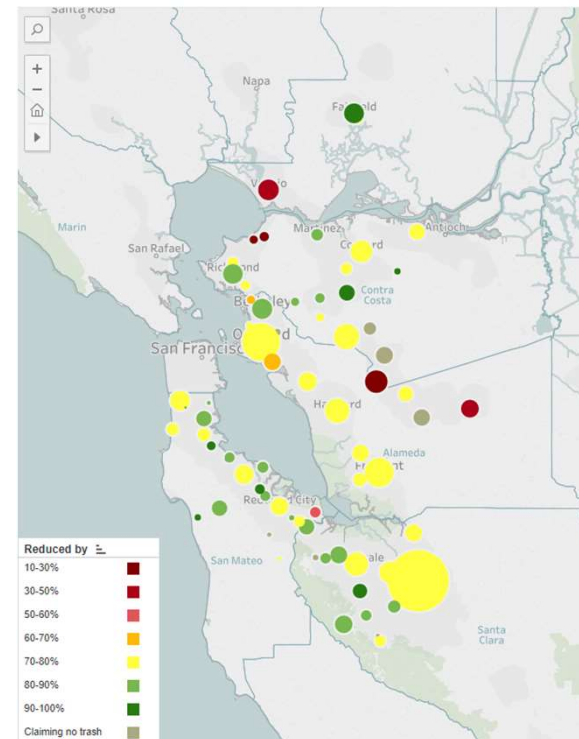 Santa Rosa
Napa
Fairfield
Marin
San Rafael
Martinez
Antioch
Concord
Richmond
Contra
Costa
Berkeley
Oakland
San Francisc
Hayward
Alameda
Fremont
Redwood City
San Mateo
Santa
Clara
Reduced by
10-30%
30-50%
50-60%
60-70%
70-80%
80-90%
90-100%
Claiming no trash